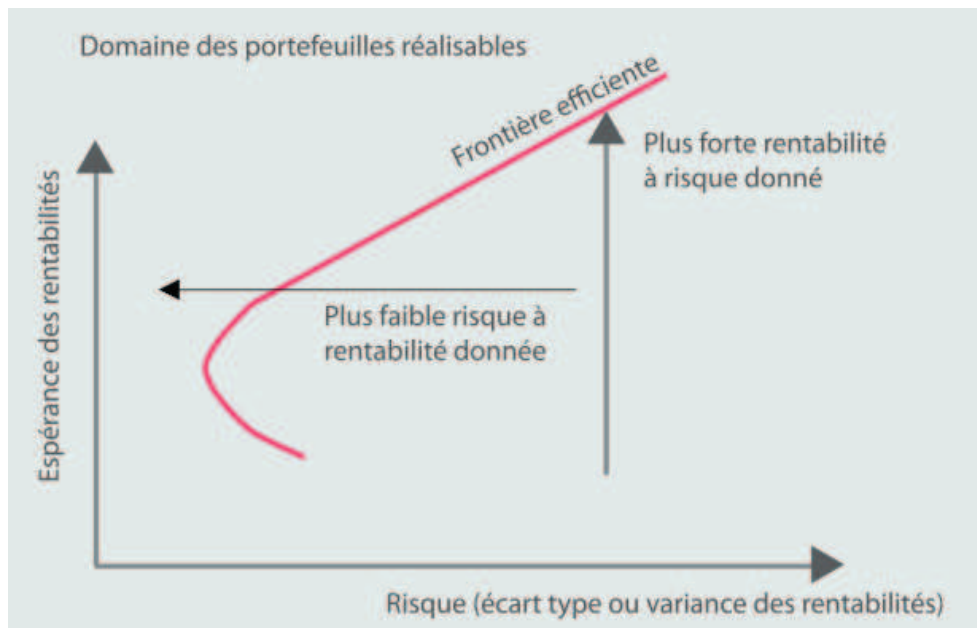 Domaine des portefeuilles réalisables
Frontière efficiente
Plus forte rentabilité
à risque donné
Espérance des rentabilités
Plus faible risque à
rentabilité donnée
Risque (écart type ou variance des rentabilités)